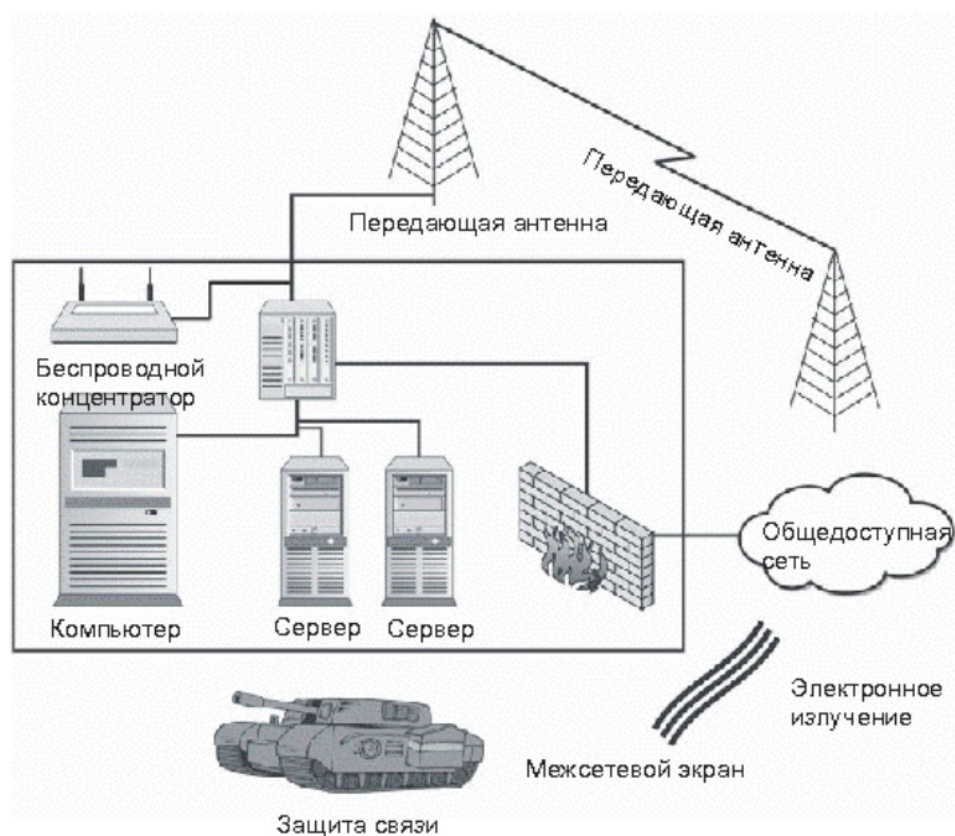 Передающая антенна
Передающая антенна
Беспроводной
концентратор
Общедоступная
сеть
Компьютер
Сервер
Сервер
Электронное
излучение
Межсетевой экран
Защита связи